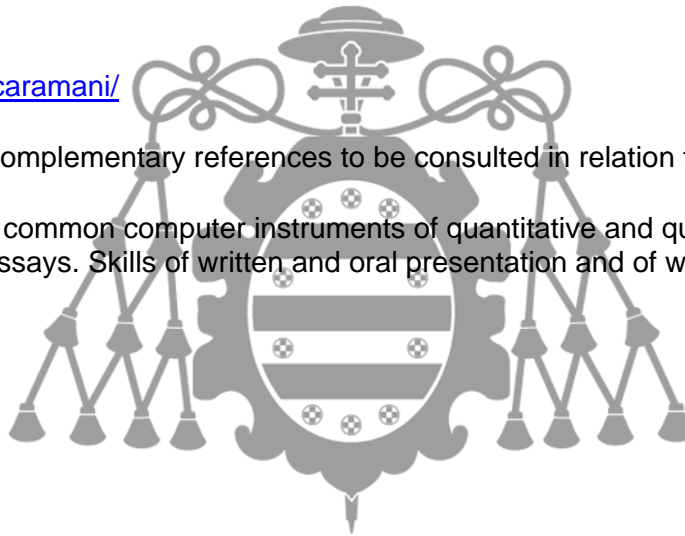 caramani/
omplementary references to be consulted in relation
common computer instruments of quantitative and qu
ssays. Skills of written and oral presentation and of w